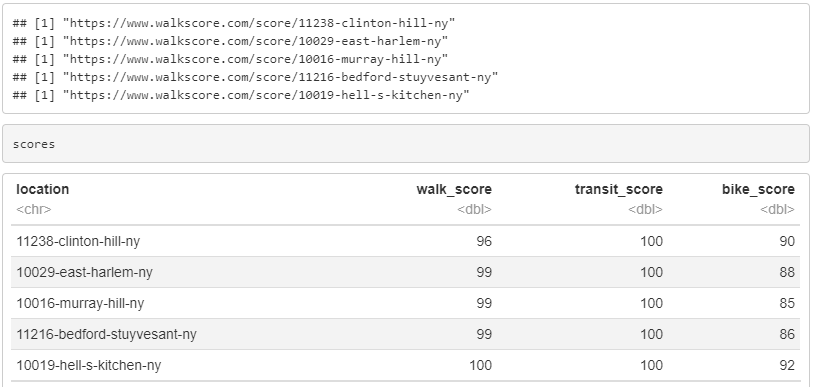 ## [1] "https://www.walkscore.com/score/11238-clinton-hill-ny"
## [1] "https://www.walkscore.com/score/10029-east-harlem-ny"
## [1] "https://www.walkscore.com/score/10016-murray-hill-ny"
## [1] "https://www.walkscore.com/score/11216-bedford-stuyvesant-ny"
## [1] "https://www.walkscore.com/score/10019-hell-s-kitchen-ny"
scores
location walk_score transit_score bike_score
<chr> <dbl> <dbl> <dbl>
11238-clinton-hill-ny 96 100 90
10029-east-harlem-ny 99 100 88
10016-murray-hill-ny 99 100 85
11216-bedford-stuyvesant-ny 99 100 86
10019-hell-s-kitchen-ny 100 100 92